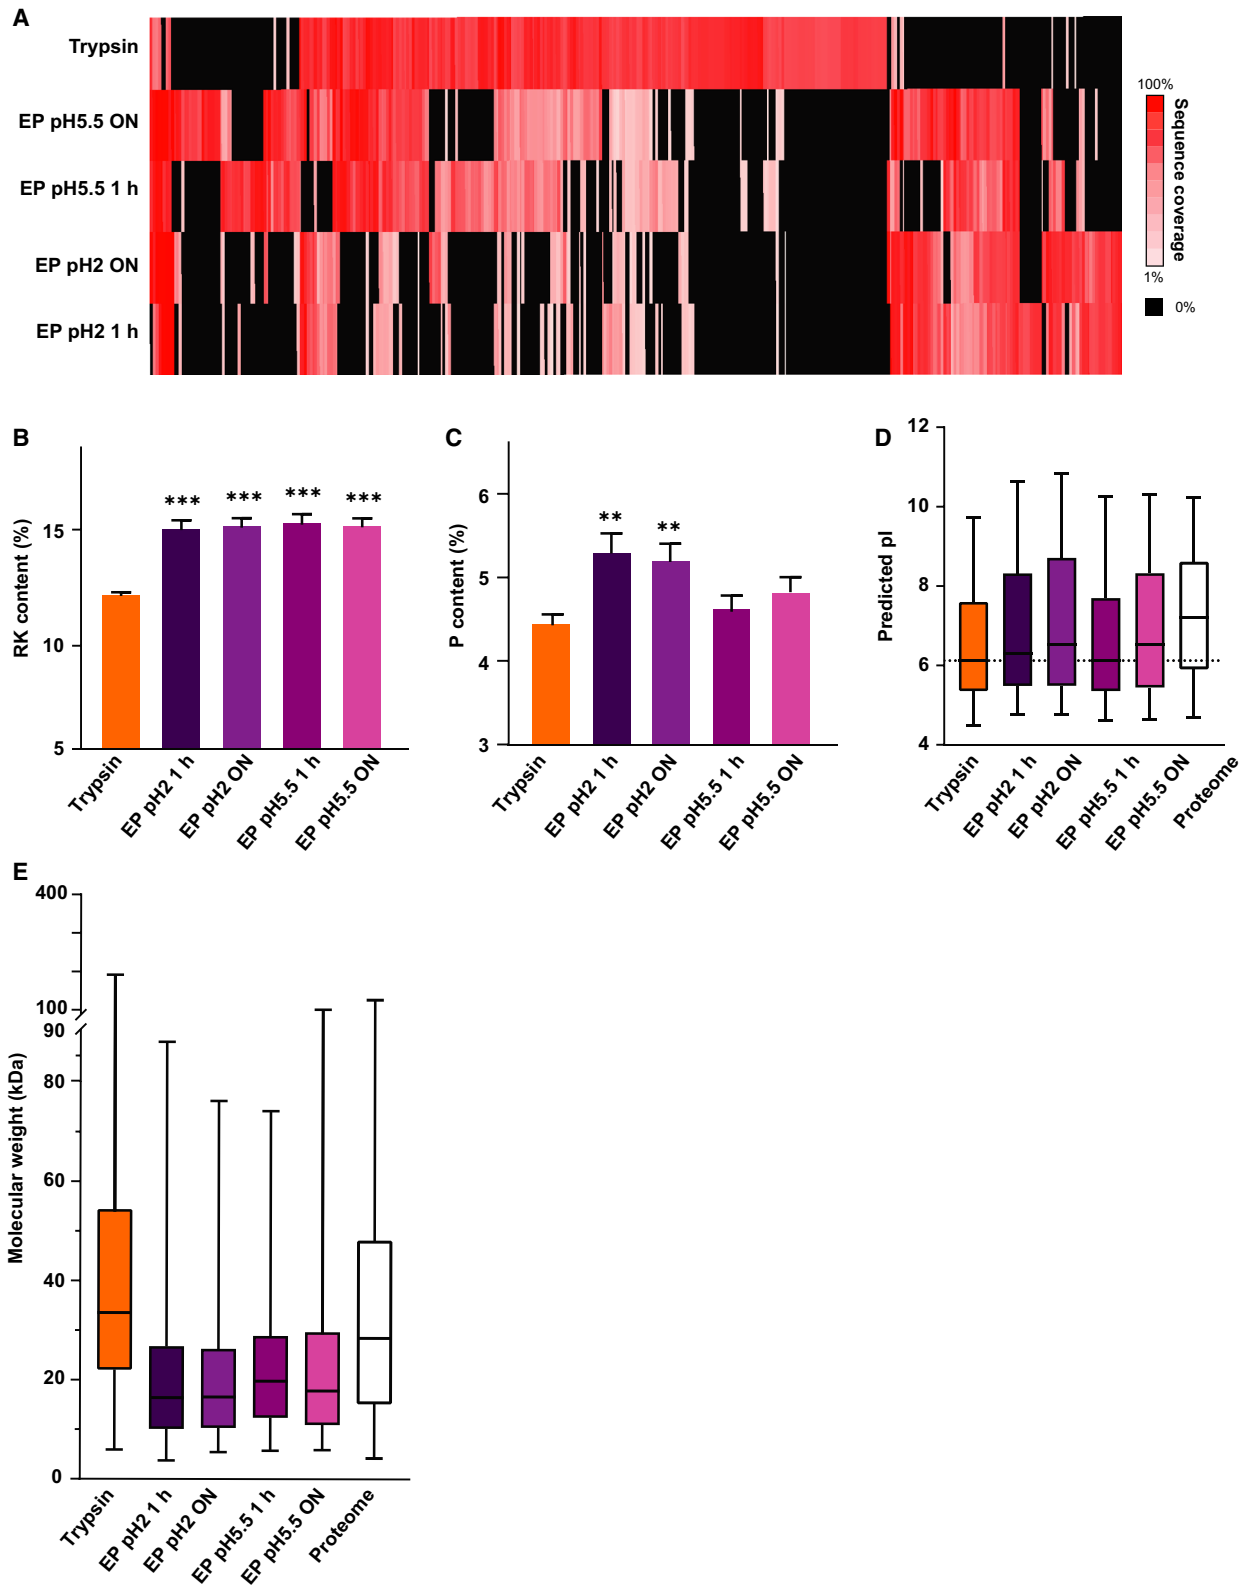 A
Trypsin
EP pH5.5 ON
EP pH5.5 1 h
EP pH2 ON
EP pH2 1 h
100%
Sequence coverage
1%
0%
B
RK content (%)
15
10
5
***
***
***
***
Trypsin
EP pH2 1 h
EP pH2 ON
EP pH5.5 1 h
EP pH5.5 ON
C
P content (%)
6
5
4
3
**
**
Trypsin
EP pH2 1 h
EP pH2 ON
EP pH5.5 1 h
EP pH5.5 ON
D
Predicted pI
12
10
8
6
4
Trypsin
EP pH2 1 h
EP pH2 ON
EP pH5.5 1 h
EP pH5.5 ON
Proteome
E
Molecular weight (kDa)
400
100
90
80
60
40
20
0
Trypsin
EP pH2 1 h
EP pH2 ON
EP pH5.5 1 h
EP pH5.5 ON
Proteome